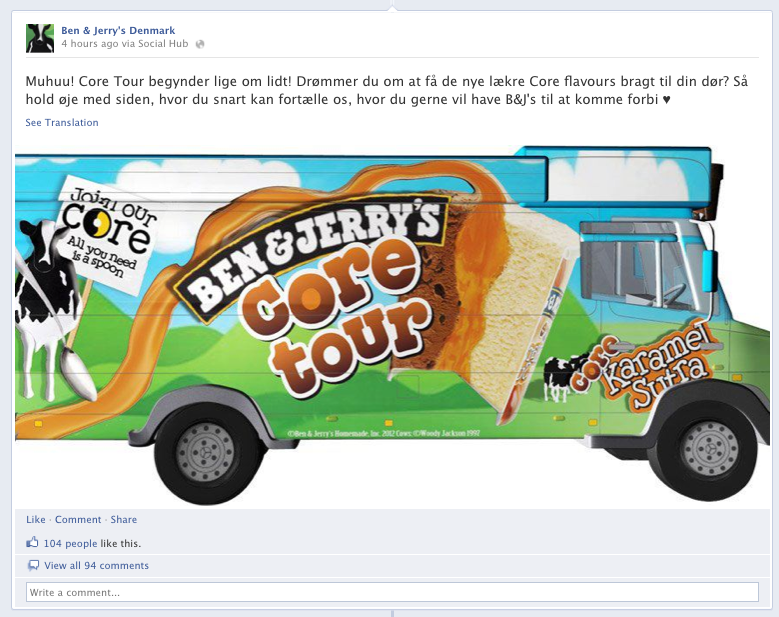 Ben & Jerry's Denmark
4 hours ago via Social Hub
Muhuu! Core Tour begynder lige om lidt! Drømmer du om at få de nye lækre Core flavours bragt til din dør? Så
hold øje med siden, hvor du snart kan fortælle os, hvor du gerne vil have B&J's til at komme forbi ♥
See Translation
Join our
core
All you need
is a spoon
BEN & JERRY'S
core
tour
core
Karamel
Sutra
©Ben & Jerry's Homemade, Inc. 2012 Cows: ©Woody Jackson 1997
Like · Comment · Share
104 people like this.
View all 94 comments
Write a comment...